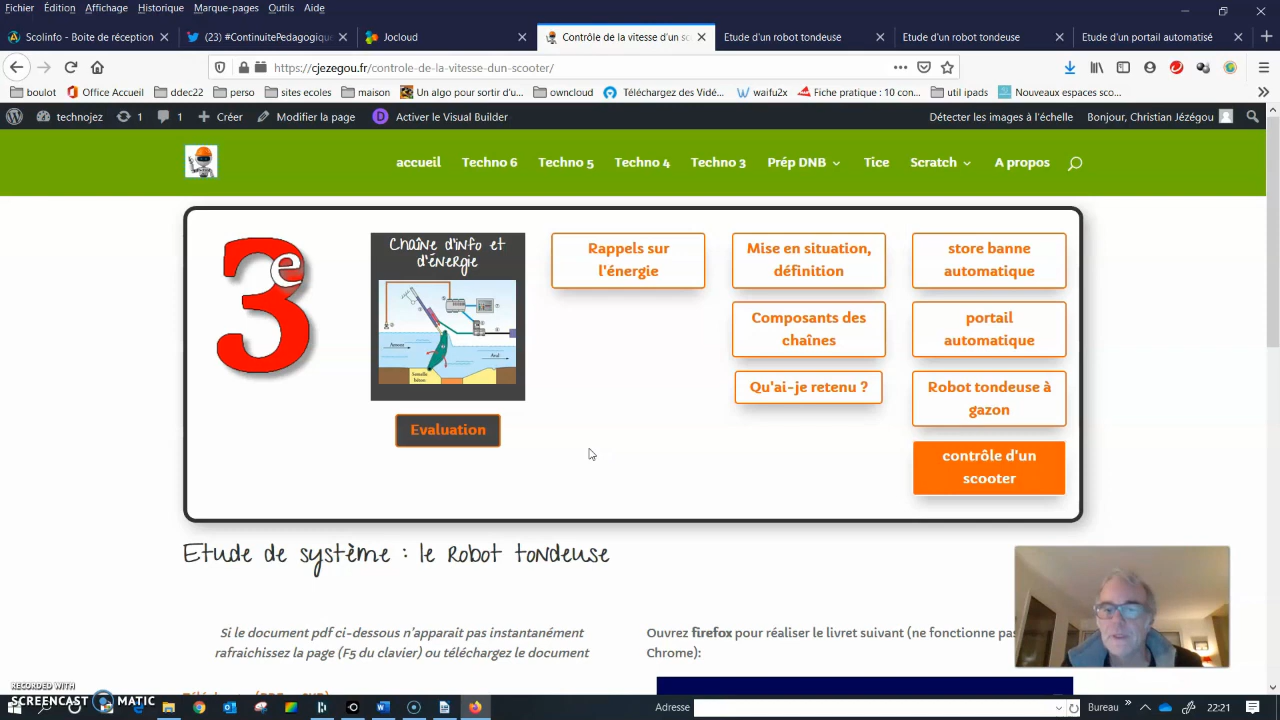 Fichier Édition Affichage Historique Marque-pages Outils Aide
Scolinfo - Boite de réception
(23) #ContinuitePedagogique
Jocloud
Contrôle de la vitesse d'un sc
Etude d'un robot tondeuse
Etude d'un robot tondeuse
Etude d'un portail automatisé
https://cjezegou.fr/controle-de-la-vitesse-dun-scooter/
boulot Office Accueil ddec22 perso sites ecoles maison Un algo pour sortir d'u... owncloud Téléchargez des Vidé... waifu2x Fiche pratique : 10 con... util ipads Nouveaux espaces sco...
technojez 1 1 Créer Modifier la page Activer le Visual Builder Détecter les images à l'échelle Bonjour, Christian Jézégou
accueil Techno 6 Techno 5 Techno 4 Techno 3 Prép DNB Tice Scratch A propos
3e
Chaîne d'info et
d'énergie
Evaluation
Rappels sur
l'énergie
Mise en situation,
définition
Composants des
chaînes
Qu'ai-je retenu ?
store banne
automatique
portail
automatique
Robot tondeuse à
gazon
contrôle d'un
scooter
Etude de système : le robot tondeuse
Si le document pdf ci-dessous n'apparait pas instantanément
rafraichissez la page (F5 du clavier) ou téléchargez le document
Ouvrez firefox pour réaliser le livret suivant (ne fonctionne pas
Chrome):
RECORDED WITH
SCREENCAST MATIC
Adresse
Bureau
22:21